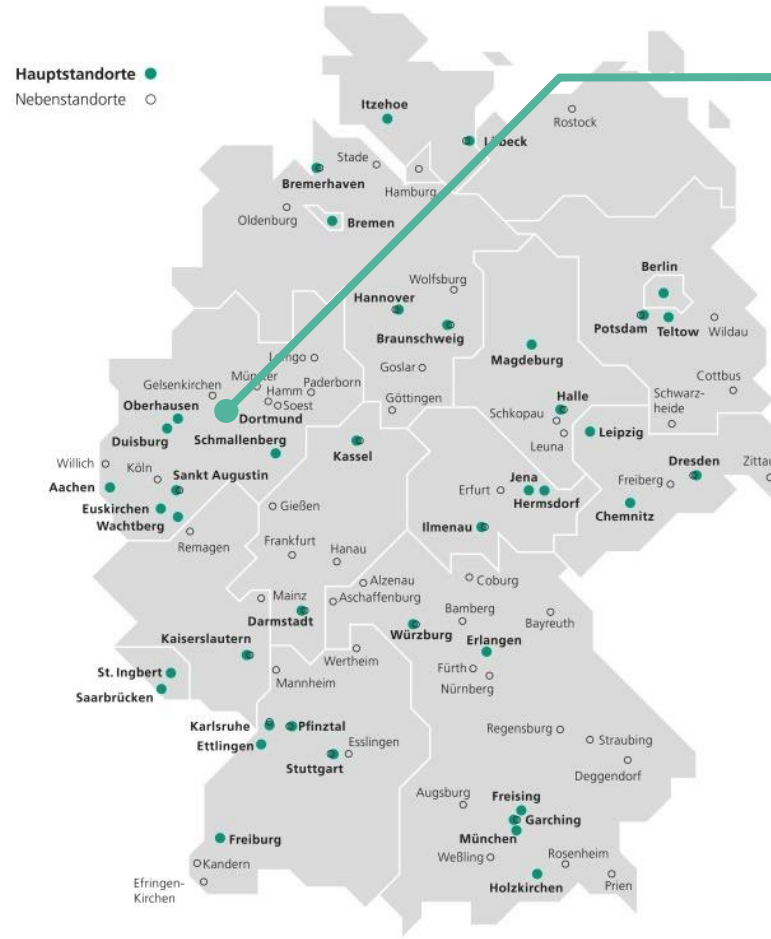 Hauptstandorte
Nebenstandorte
Itzehoe
Rostock
Lübeck
Stade
Bremerhaven
Hamburg
Oldenburg
Bremen
Berlin
Wolfsburg
Hannover
Potsdam
Teltow
Wildau
Braunschweig
Magdeburg
Lemgo
Goslar
Münster
Gelsenkirchen
Hamm
Paderborn
Cottbus
Oberhausen
Soest
Göttingen
Halle
Schwarz-
heide
Dortmund
Schkopau
Duisburg
Leipzig
Schmallenberg
Kassel
Leuna
Willich
Köln
Sankt Augustin
Dresden
Zittau
Aachen
Erfurt
Jena
Freiberg
Euskirchen
Gießen
Hermsdorf
Chemnitz
Wachtberg
Ilmenau
Remagen
Frankfurt
Hanau
Alzenau
Coburg
Mainz
Aschaffenburg
Bamberg
Bayreuth
Darmstadt
Würzburg
Kaiserslautern
Erlangen
Wertheim
St. Ingbert
Fürth
Mannheim
Nürnberg
Saarbrücken
Karlsruhe
Pfinztal
Regensburg
Straubing
Ettlingen
Esslingen
Stuttgart
Deggendorf
Augsburg
Freising
Garching
Freiburg
München
Weßling
Rosenheim
Kandern
Holzkirchen
Prien
Efringen-
Kirchen